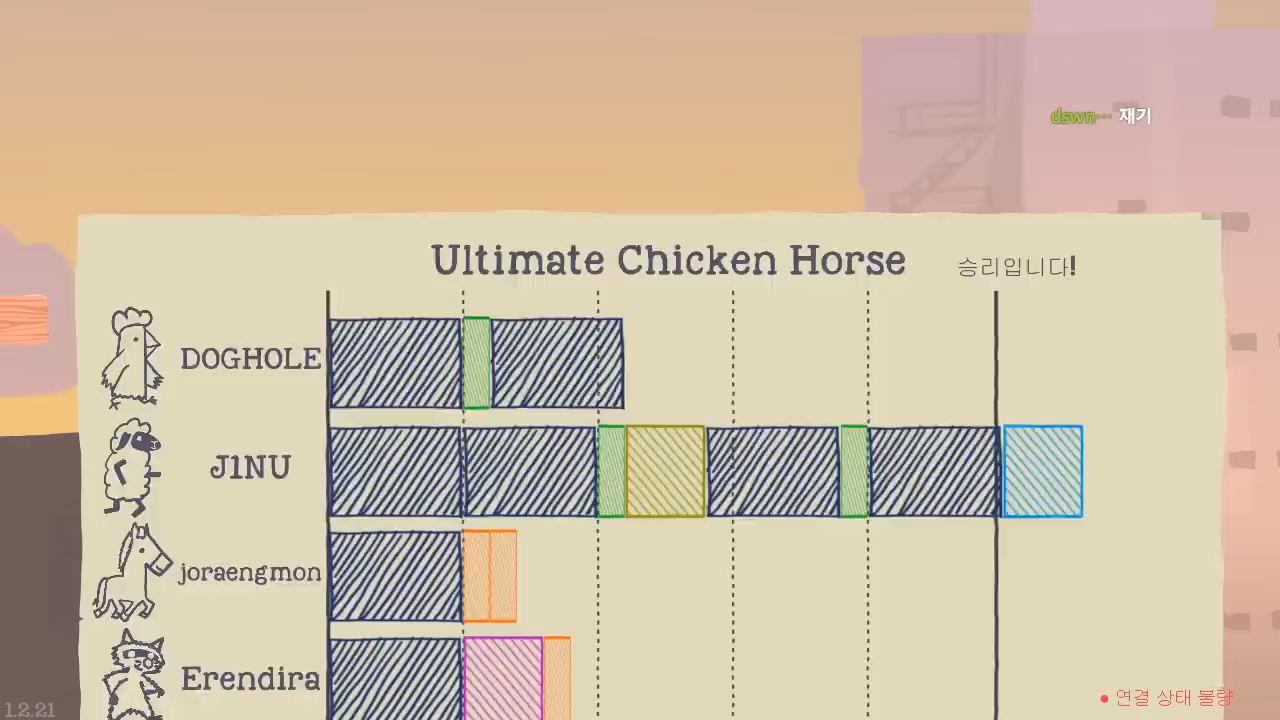 dswn… 재기
Ultimate Chicken Horse
승리입니다!
DOGHOLE
J1NU
joraengmon
Erendira
1.2.21
• 연결 상태 불량